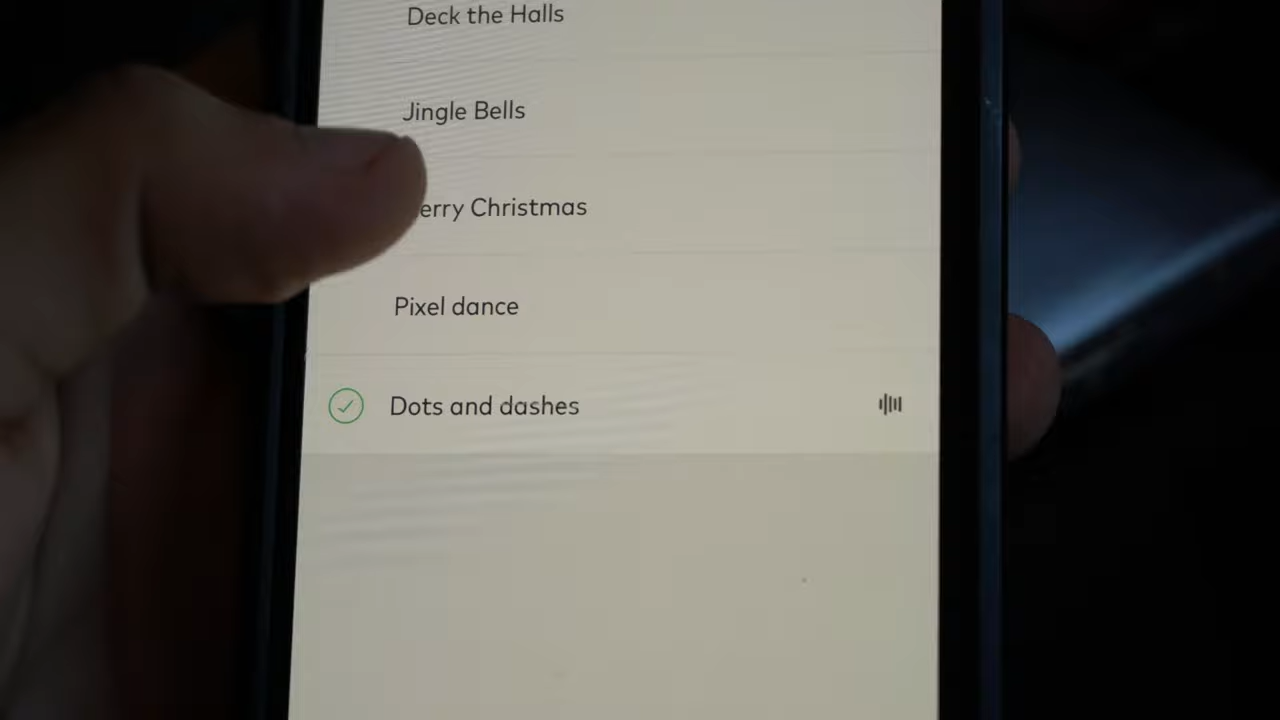 Deck the Halls
Jingle Bells
erry Christmas
Pixel dance
Dots and dashes